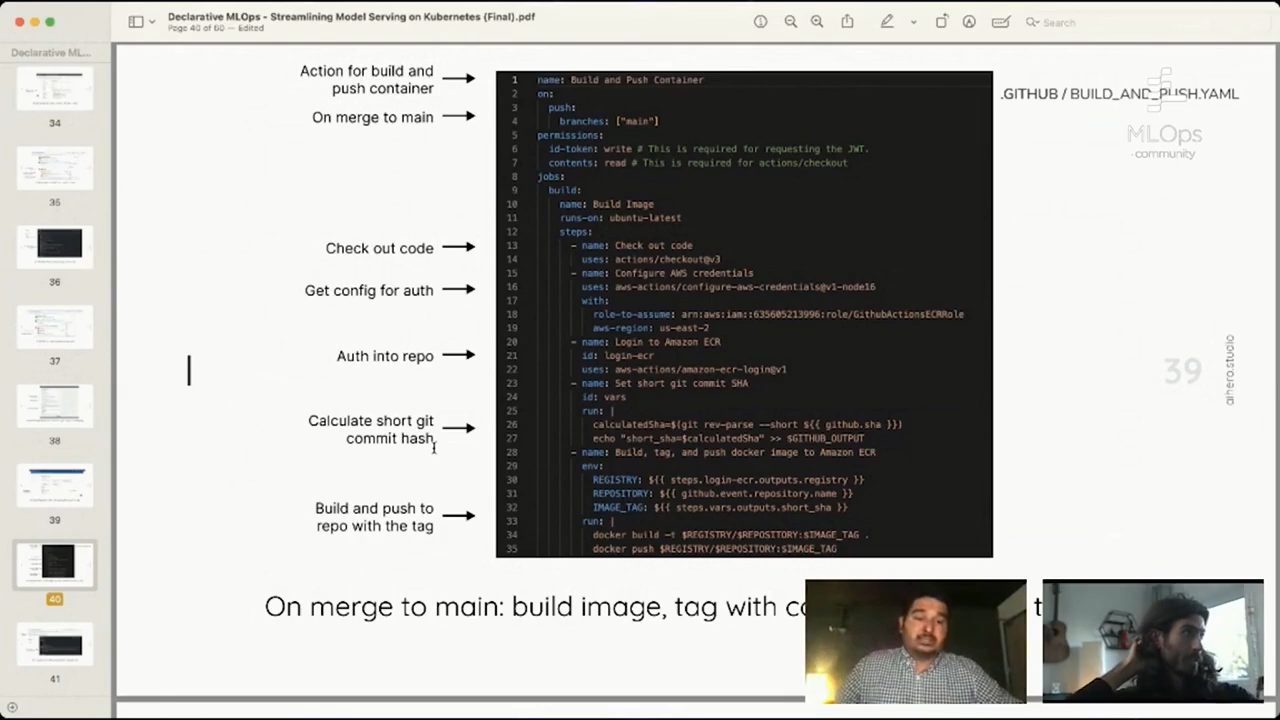 Declarative MLOps - Streamlining Model Serving on Kubernetes (Final).pdf
Page 40 of 60 — Edited
Search
Declarative ML...
34
35
36
37
38
39
40
41
Action for build and
push container
On merge to main
Check out code
Get config for auth
Auth into repo
Calculate short git
commit hash
Build and push to
repo with the tag
1 name: Build and Push Container
2 on:
3 push:
4 branches: ["main"]
5 permissions:
6 id-token: write # This is required for requesting the JWT.
7 contents: read # This is required for actions/checkout
8 jobs:
9 build:
10 name: Build Image
11 runs-on: ubuntu-latest
12 steps:
13 - name: Check out code
14 uses: actions/checkout@v3
15 - name: Configure AWS credentials
16 uses: aws-actions/configure-aws-credentials@v1-node16
17 with:
18 role-to-assume: arn:aws:iam::635605213996:role/GithubActionsECRRole
19 aws-region: us-east-2
20 - name: Login to Amazon ECR
21 id: login-ecr
22 uses: aws-actions/amazon-ecr-login@v1
23 - name: Set short git commit SHA
24 id: vars
25 run: |
26 calculatedSha=$(git rev-parse --short ${{ github.sha }})
27 echo "short_sha=$calculatedSha" >> $GITHUB_OUTPUT
28 - name: Build, tag, and push docker image to Amazon ECR
29 env:
30 REGISTRY: ${{ steps.login-ecr.outputs.registry }}
31 REPOSITORY: ${{ github.event.repository.name }}
32 IMAGE_TAG: ${{ steps.vars.outputs.short_sha }}
33 run: |
34 docker build -t $REGISTRY/$REPOSITORY:$IMAGE_TAG .
35 docker push $REGISTRY/$REPOSITORY:$IMAGE_TAG
.GITHUB / BUILD_AND_PUSH.YAML
MLOps
community
39
aihero.studio
On merge to main: build image, tag with